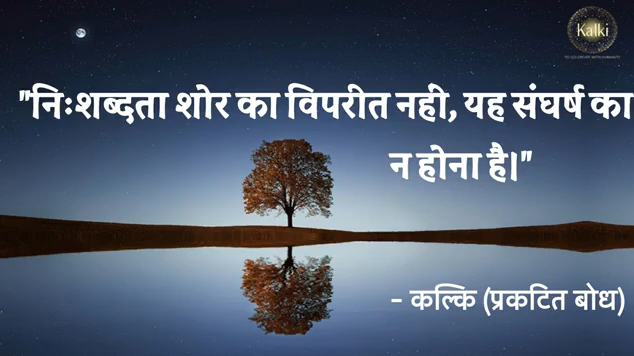 Kalki
"निःशब्दता शोर का विपरीत नहीं, यह संघर्ष का
न होना है।"
- कल्कि (प्रकटित बोध)